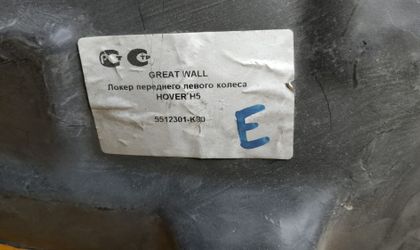 GREAT WALL
Локер переднего левого колеса
HOVER H5
5512301-K80
E